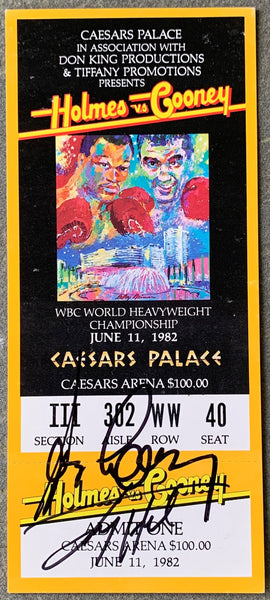 CAESARS PALACE
IN ASSOCIATION WITH
DON KING PRODUCTIONS
& TIFFANY PROMOTIONS
PRESENTS
Holmes vs Cooney
WBC WORLD HEAVYWEIGHT
CHAMPIONSHIP
JUNE 11, 1982
CAESARS PALACE
CAESARS ARENA $100.00
III 302 WW 40
SECTION AISLE ROW SEAT
Holmes vs Cooney
ADMIT ONE
CAESARS ARENA $100.00
JUNE 11, 1982